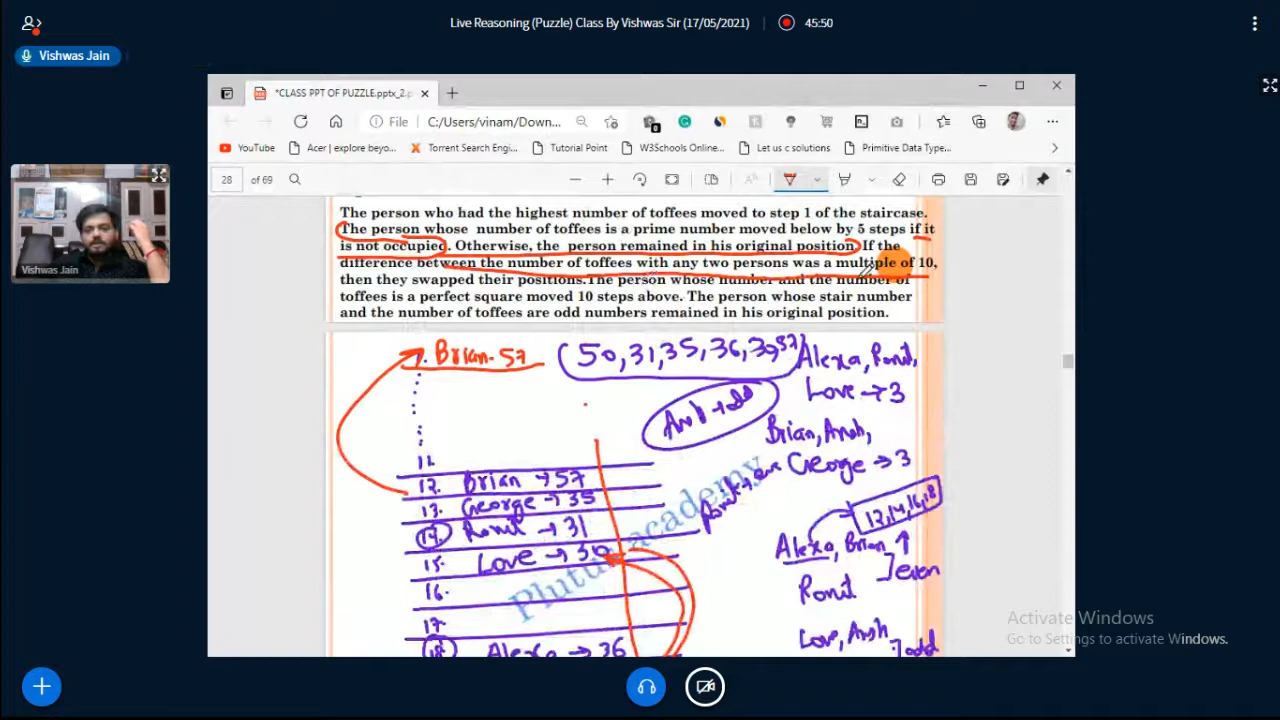 Live Reasoning (Puzzle) Class By Vishwas Sir (17/05/2021)
45:50
Vishwas Jain
*CLASS PPT OF PUZZLE.pptx_2.p
File
C:/Users/vinam/Down...
YouTube
Acer | explore beyo...
Torrent Search Engi...
Tutorial Point
W3Schools Online...
Let us c solutions
Primitive Data Type...
28 of 69
The person who had the highest number of toffees moved to step 1 of the staircase.
The person whose number of toffees is a prime number moved below by 5 steps if it
is not occupied. Otherwise, the person remained in his original position. If the
difference between the number of toffees with any two persons was a multiple of 10,
then they swapped their positions.The person whose number and the number of
toffees is a perfect square moved 10 steps above. The person whose stair number
and the number of toffees are odd numbers remained in his original position.
Brian-57
(50,31,35,36,39,57)
Alexa, Ronit,
Love → 3
Ansh → odd
Brian, Ansh,
George → 3
11.
12. Brian → 57
13. George → 35
14. Ronit → 31
15. Love →
16.
17.
18. Alexa → 36
12,14,16,18
Alexa, Brian
Ronit
even
Love, Ansh
odd
Plutus academy
Vishwas Jain
Activate Windows
Go to Settings to activate Windows.